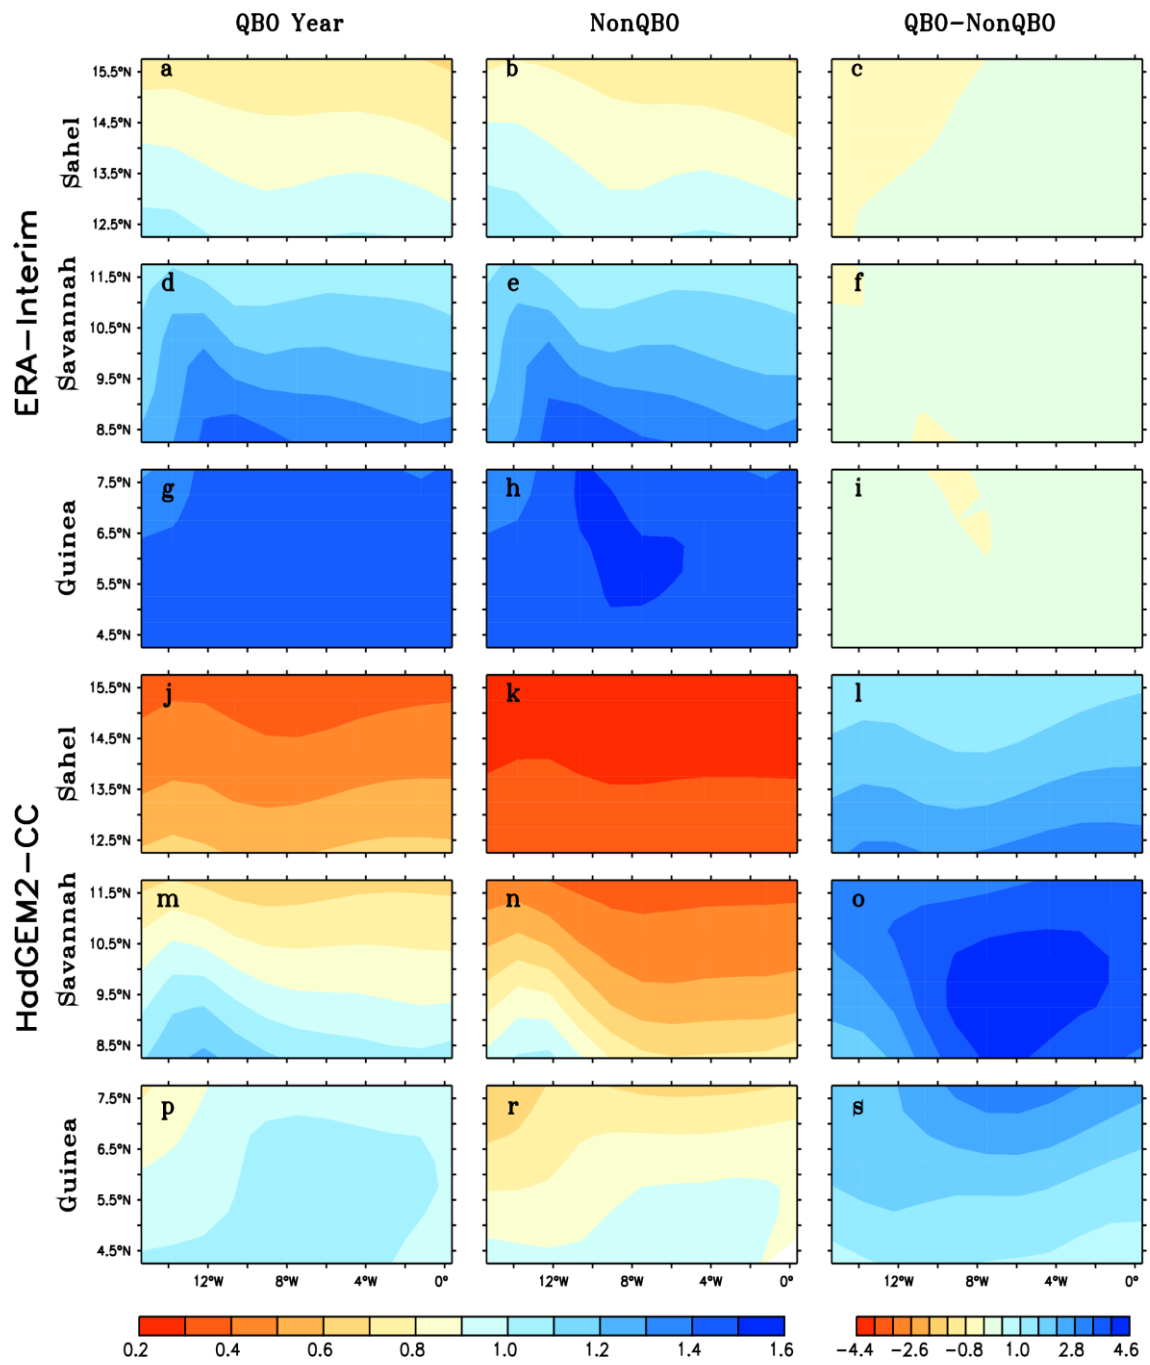 QBO Year NonQBO QBO-NonQBO
ERA-Interim
Sahel
15.5°N
14.5°N
13.5°N
12.5°N
a b c
Savannah
11.5°N
10.5°N
9.5°N
8.5°N
d e f
Guinea
7.5°N
6.5°N
5.5°N
4.5°N
g h i
HadGEM2-CC
Sahel
15.5°N
14.5°N
13.5°N
12.5°N
j k l
Savannah
11.5°N
10.5°N
9.5°N
8.5°N
m n o
Guinea
7.5°N
6.5°N
5.5°N
4.5°N
p r s
12°W 8°W 4°W 0° 12°W 8°W 4°W 0° 12°W 8°W 4°W 0°
0.2 0.4 0.6 0.8 1.0 1.2 1.4 1.6 -4.4 -2.6 -0.8 1.0 2.8 4.6